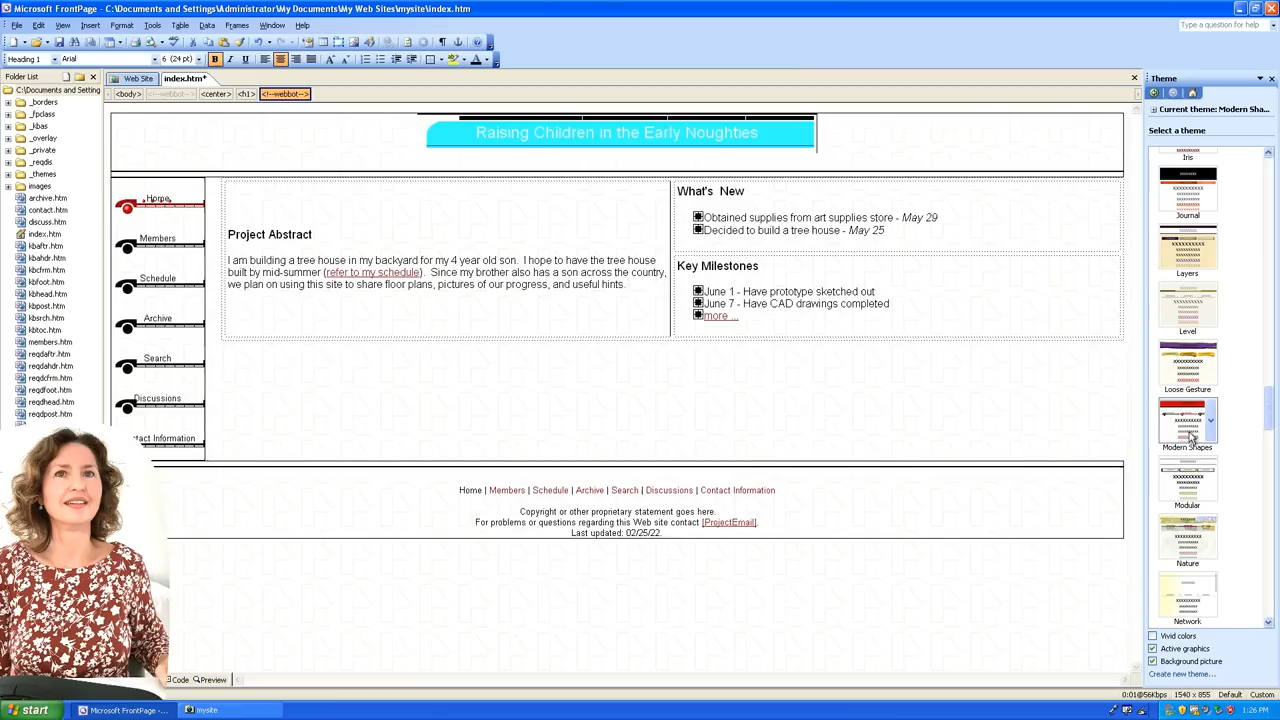 Microsoft FrontPage - C:\Documents and Settings\Administrator\My Documents\My Web Sites\mysite\index.htm
File Edit View Insert Format Tools Table Data Frames Window Help
Type a question for help
Heading 1 Arial 6 (24 pt) B I U
Folder List
Web Site index.htm*
Theme
C:\Documents and Setting
<body> <!--webbot--> <center> <h1> <!--webbot-->
Current theme: Modern Sha...
Select a theme
_borders
_fpclass
_kbas
_overlay
_private
_reqdis
_themes
images
archive.htm
contact.htm
discuss.htm
index.htm
kbaftr.htm
kbahdr.htm
kbcfrm.htm
kbfoot.htm
kbhead.htm
kbpost.htm
kbsrch.htm
kbtoc.htm
members.htm
reqdaftr.htm
reqdahdr.htm
reqdcfrm.htm
reqdfoot.htm
reqdhead.htm
reqdpost.htm
Raising Children in the Early Noughties
Home
Members
Schedule
Archive
Search
Discussions
tact Information
Project Abstract
I am building a tree house in my backyard for my 4 year old son. I hope to have the tree house
built by mid-summer (refer to my schedule). Since my brother also has a son across the country
we plan on using this site to share floor plans, pictures of our progress, and useful hints.
What's New
Obtained supplies from art supplies store - May 29
Decided to build a tree house - May 25
Key Milestones
June 1 - Have prototype sketched out
June 7 - Have CAD drawings completed
more ...
Home | Members | Schedule | Archive | Search | Discussions | Contact Information
Copyright or other proprietary statement goes here.
For problems or questions regarding this Web site contact [ProjectEmail].
Last updated: 02/25/22.
Iris
Journal
Layers
Level
Loose Gesture
Modern Shapes
Modular
Nature
Network
Vivid colors
Active graphics
Background picture
Create new theme...
Code Preview
0:01@56Kbps 1540 x 855 Default Custom
start Microsoft FrontPage -... mysite 1:26 PM